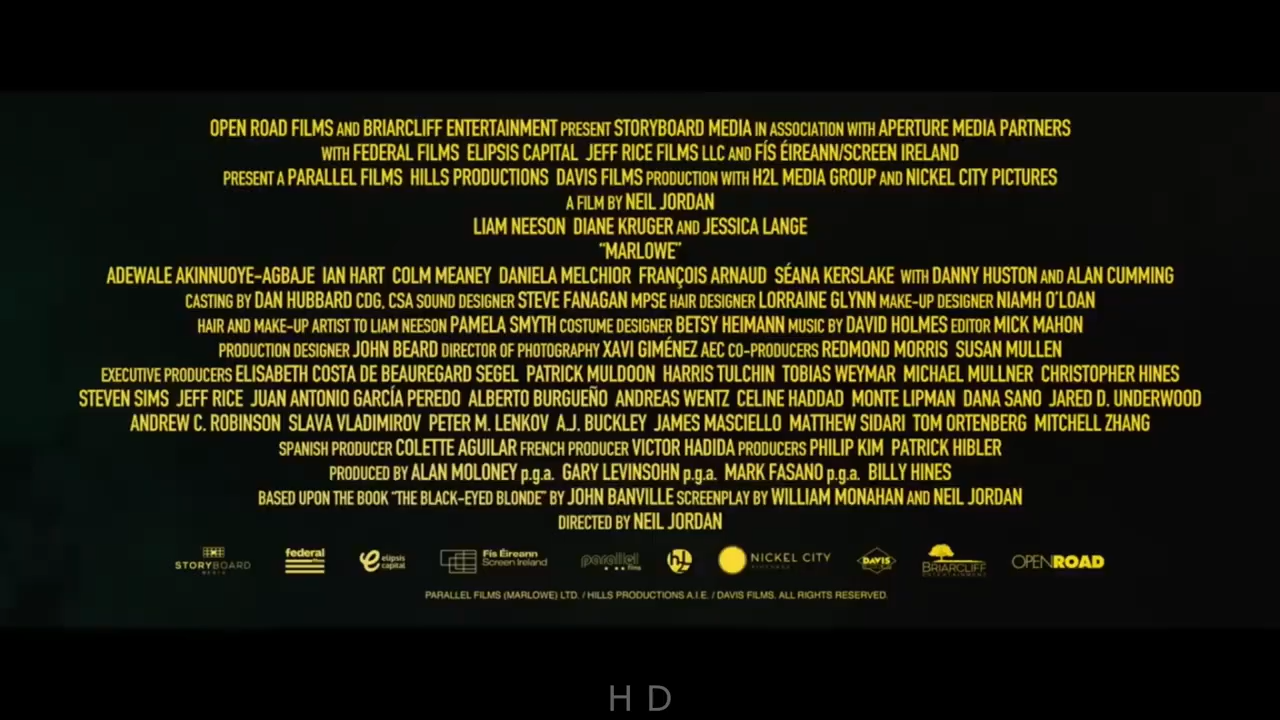 OPEN ROAD FILMS AND BRIARCLIFF ENTERTAINMENT PRESENT STORYBOARD MEDIA IN ASSOCIATION WITH APERTURE MEDIA PARTNERS
WITH FEDERAL FILMS ELIPSIS CAPITAL JEFF RICE FILMS LLC AND FÍS ÉIREANN/SCREEN IRELAND
PRESENT A PARALLEL FILMS HILLS PRODUCTIONS DAVIS FILMS PRODUCTION WITH H2L MEDIA GROUP AND NICKEL CITY PICTURES
A FILM BY NEIL JORDAN
LIAM NEESON DIANE KRUGER AND JESSICA LANGE
“MARLOWE”
ADEWALE AKINNUOYE-AGBAJE IAN HART COLM MEANEY DANIELA MELCHIOR FRANÇOIS ARNAUD SÉANA KERSLAKE WITH DANNY HUSTON AND ALAN CUMMING
CASTING BY DAN HUBBARD CDG, CSA SOUND DESIGNER STEVE FANAGAN MPSE HAIR DESIGNER LORRAINE GLYNN MAKE-UP DESIGNER NIAMH O'LOAN
HAIR AND MAKE-UP ARTIST TO LIAM NEESON PAMELA SMYTH COSTUME DESIGNER BETSY HEIMANN MUSIC BY DAVID HOLMES EDITOR MICK MAHON
PRODUCTION DESIGNER JOHN BEARD DIRECTOR OF PHOTOGRAPHY XAVI GIMÉNEZ AEC CO-PRODUCERS REDMOND MORRIS SUSAN MULLEN
EXECUTIVE PRODUCERS ELISABETH COSTA DE BEAUREGARD SEGEL PATRICK MULDOON HARRIS TULCHIN TOBIAS WEYMAR MICHAEL MULLNER CHRISTOPHER HINES
STEVEN SIMS JEFF RICE JUAN ANTONIO GARCÍA PEREDO ALBERTO BURGUEÑO ANDREAS WENTZ CELINE HADDAD MONTE LIPMAN DANA SANO JARED D. UNDERWOOD
ANDREW C. ROBINSON SLAVA VLADIMIROV PETER M. LENKOV A.J. BUCKLEY JAMES MASCIELLO MATTHEW SIDARI TOM ORTENBERG MITCHELL ZHANG
SPANISH PRODUCER COLETTE AGUILAR FRENCH PRODUCER VICTOR HADIDA PRODUCERS PHILIP KIM PATRICK HIBLER
PRODUCED BY ALAN MOLONEY p.g.a. GARY LEVINSOHN p.g.a. MARK FASANO p.g.a. BILLY HINES
BASED UPON THE BOOK “THE BLACK-EYED BLONDE” BY JOHN BANVILLE SCREENPLAY BY WILLIAM MONAHAN AND NEIL JORDAN
DIRECTED BY NEIL JORDAN
STORYBOARD MEDIA federal elipsis capital Fís Éireann Screen Ireland parallel films h2L NICKEL CITY PICTURES DAVIS BRIARCLIFF ENTERTAINMENT OPEN ROAD
PARALLEL FILMS (MARLOWE) LTD. / HILLS PRODUCTIONS A.I.E. / DAVIS FILMS. ALL RIGHTS RESERVED.
H D